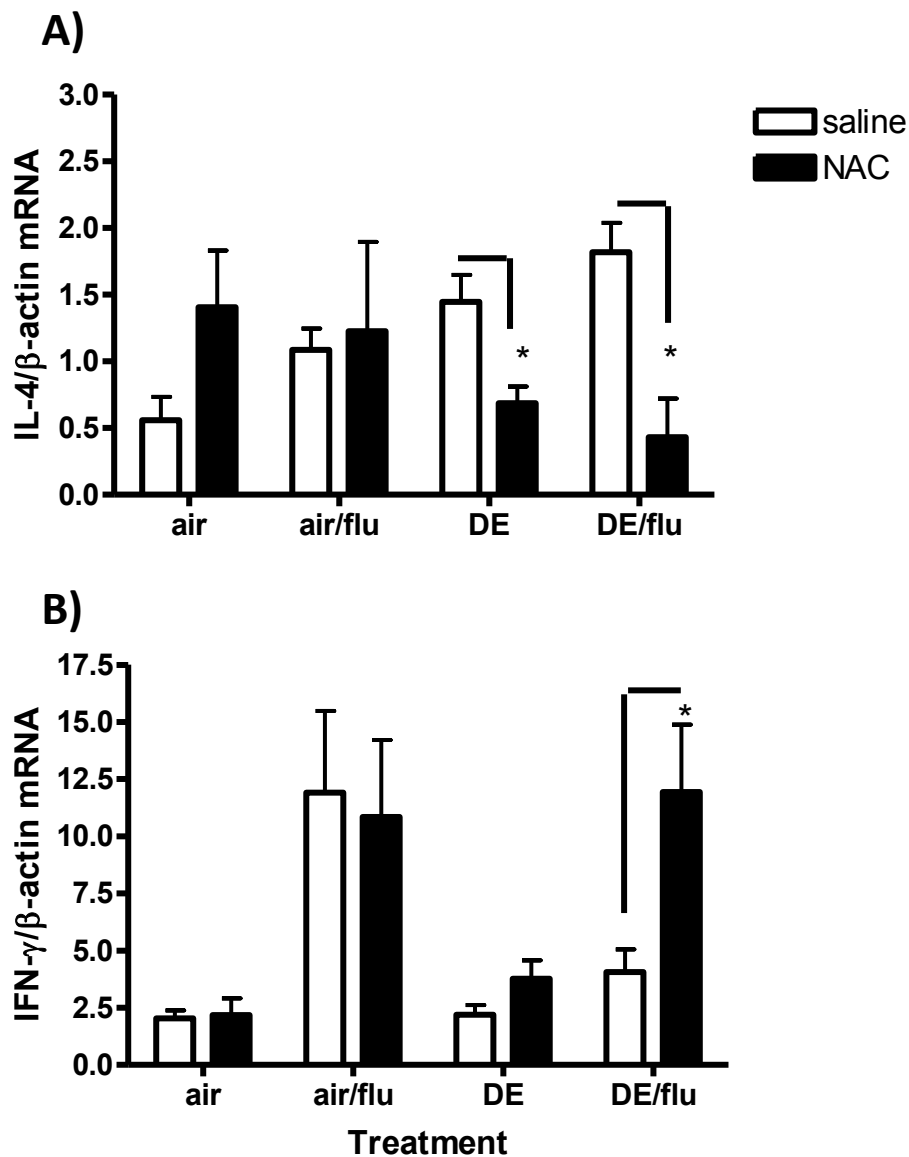 A)
IL-4/β-actin mRNA
3.0
2.5
2.0
1.5
1.0
0.5
0.0
saline
NAC
*
*
air air/flu DE DE/flu
B)
IFN-γ/β-actin mRNA
17.5
15.0
12.5
10.0
7.5
5.0
2.5
0.0
*
air air/flu DE DE/flu
Treatment